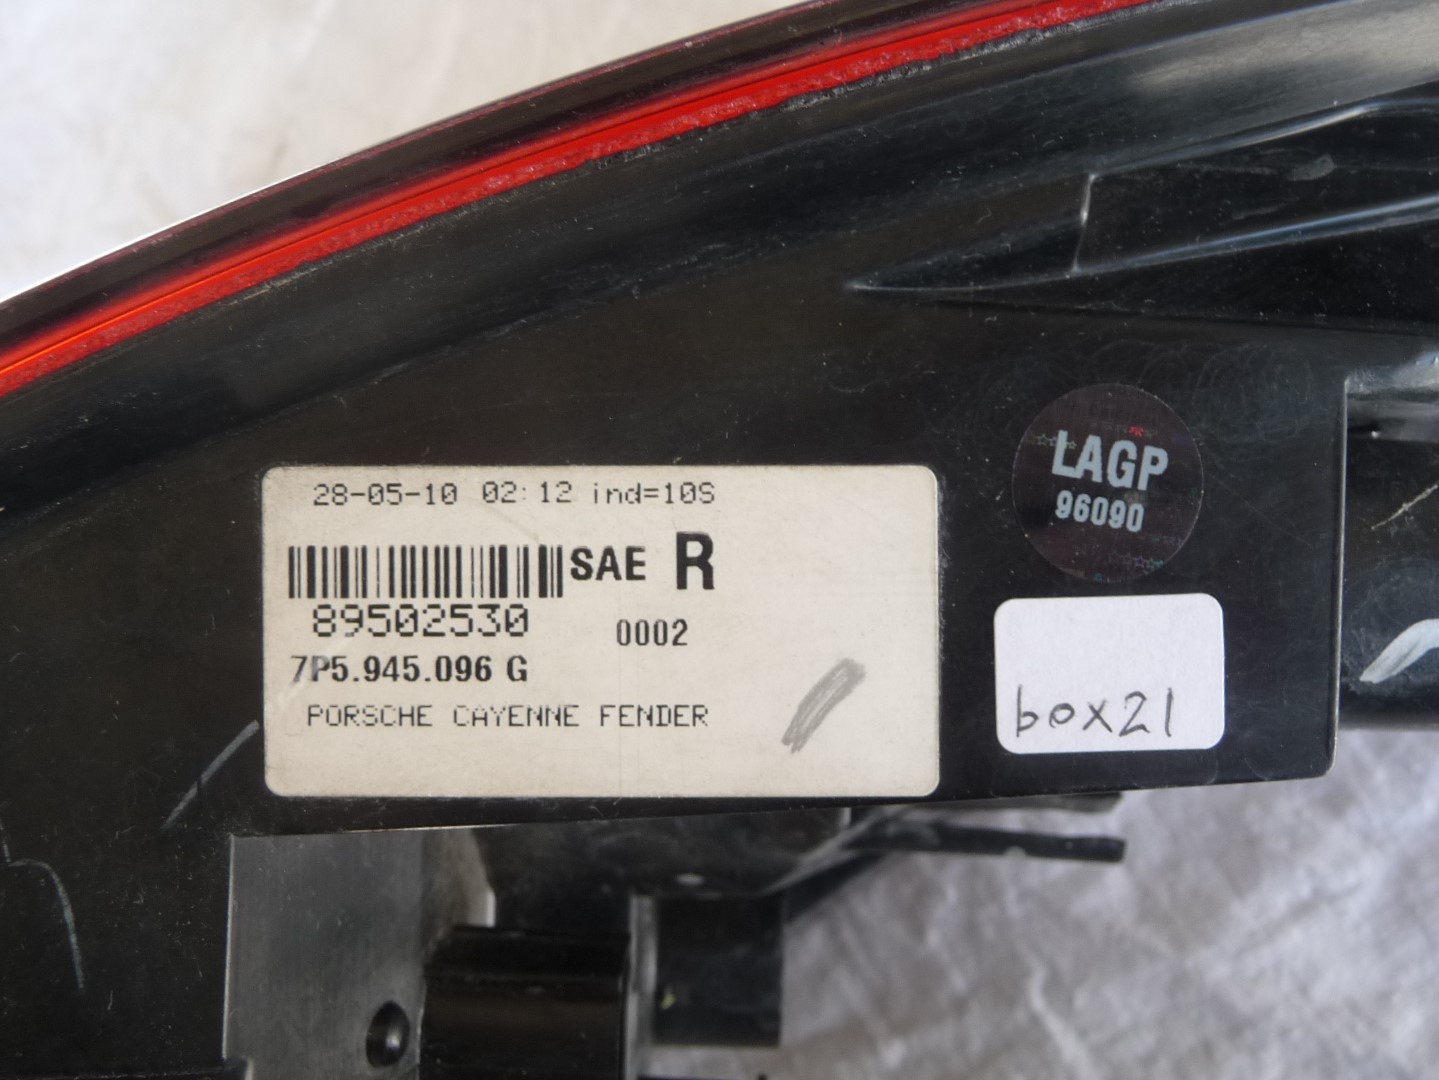 28-05-10 02:12 ind=10S
SAE R
89502530
0002
7P5.945.096 G
PORSCHE CAYENNE FENDER
LAGP
96090
box21